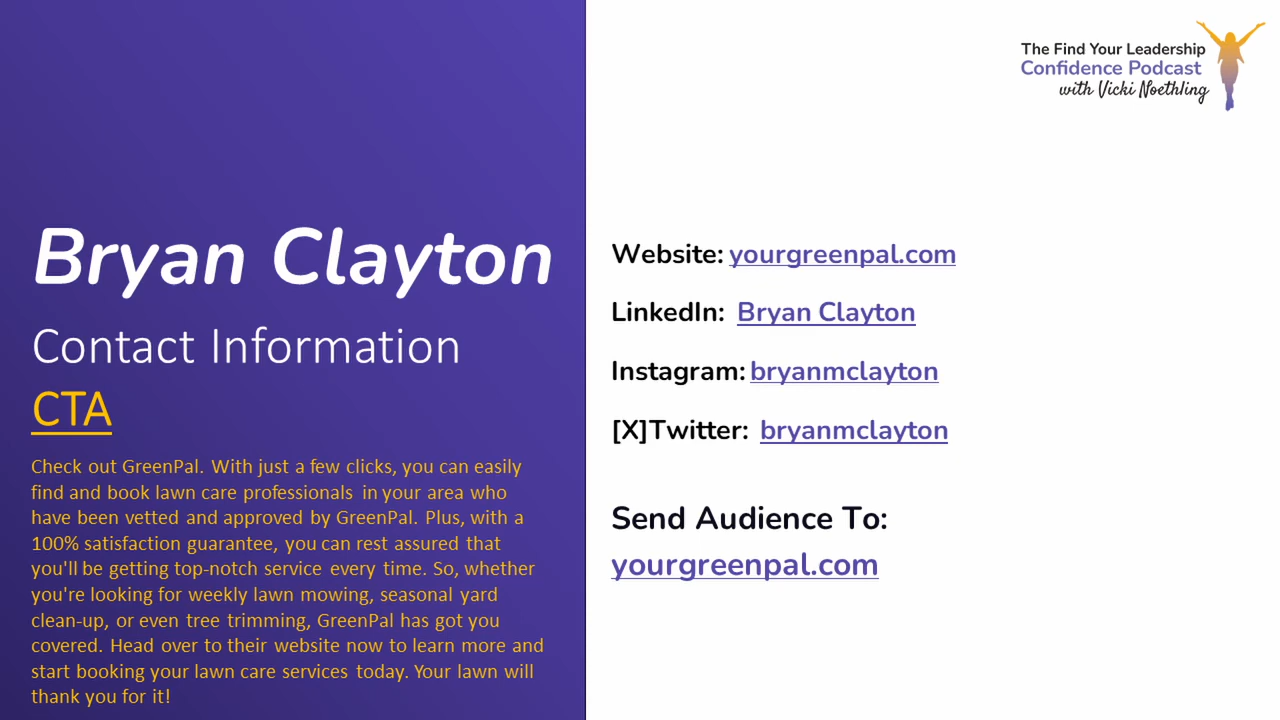 The Find Your Leadership
Confidence Podcast
with Vicki Noethling
Bryan Clayton
Contact Information
CTA
Check out GreenPal. With just a few clicks, you can easily
find and book lawn care professionals in your area who
have been vetted and approved by GreenPal. Plus, with a
100% satisfaction guarantee, you can rest assured that
you'll be getting top-notch service every time. So, whether
you're looking for weekly lawn mowing, seasonal yard
clean-up, or even tree trimming, GreenPal has got you
covered. Head over to their website now to learn more and
start booking your lawn care services today. Your lawn will
thank you for it!
Website: yourgreenpal.com
LinkedIn: Bryan Clayton
Instagram: bryanmclayton
[X]Twitter: bryanmclayton
Send Audience To:
yourgreenpal.com